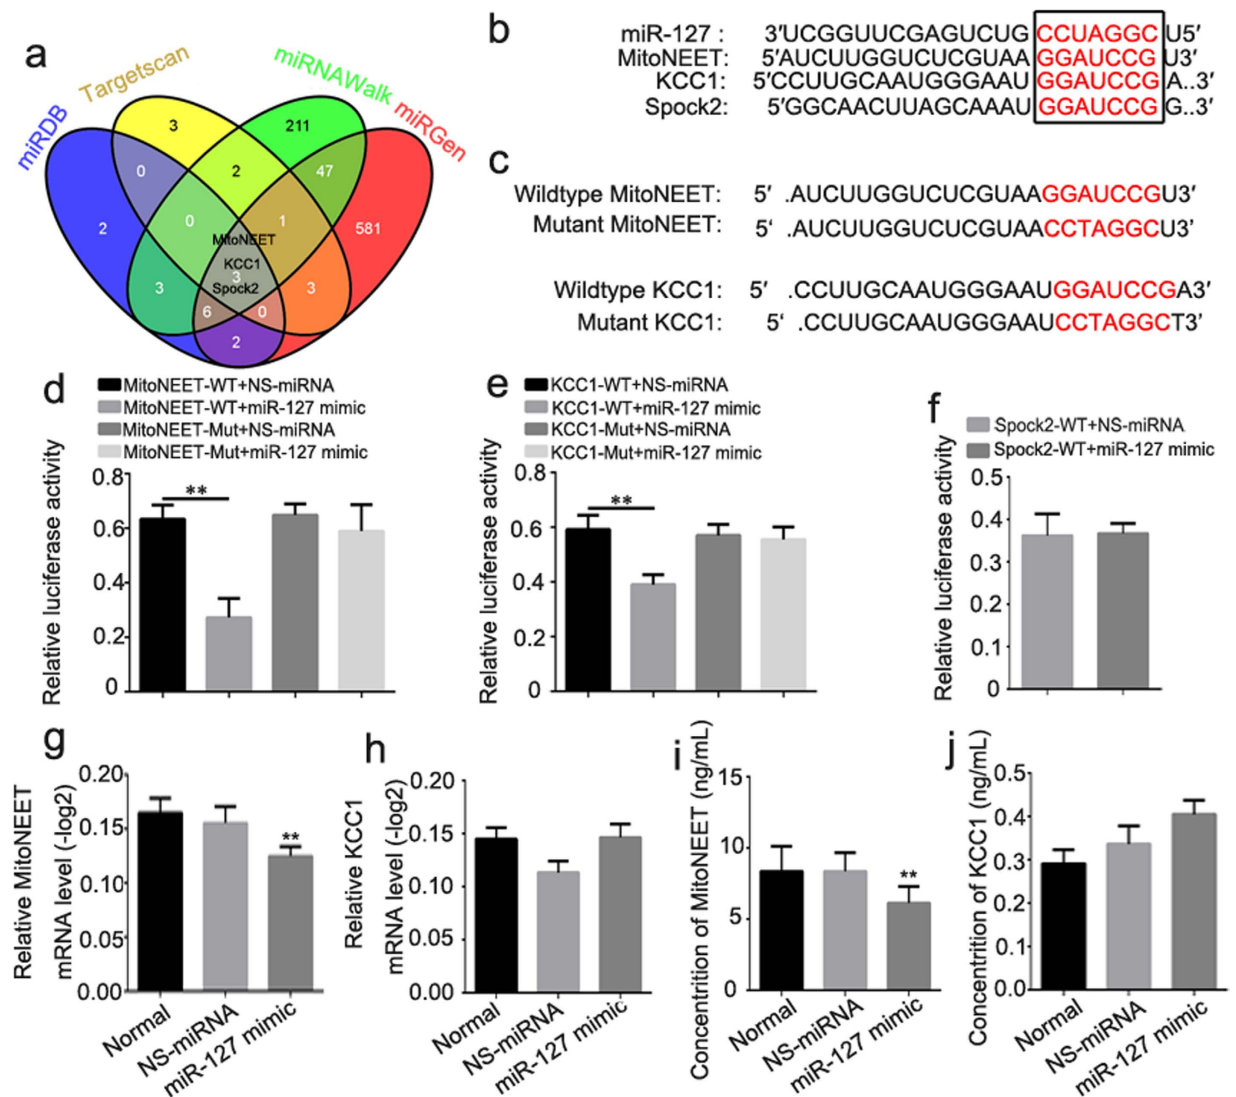 a
miRDB
Targetscan
miRNAWalk
miRGen
3
211
0
2
47
2
0
1
581
MitoNEET
KCC1
3
Spock2
3
3
6
0
2
b
miR-127 : 3'UCGGUUCGAGUCUG CCUAGGC U5'
MitoNEET: 5'AUCUUGGUCUCGUAA GGAUCCG U3'
KCC1: 5'CCUUGCAAUGGGAAU GGAUCCG A..3'
Spock2: 5'GGCAACUUAGCAAAU GGAUCCG G..3'
c
Wildtype MitoNEET: 5' .AUCUUGGUCUCGUAAGGAUCCGU3'
Mutant MitoNEET: 5‘ .AUCUUGGUCUCGUAACCTAGGCU3'
Wildtype KCC1: 5' .CCUUGCAAUGGGAAUGGAUCCGA3'
Mutant KCC1: 5‘ .CCUUGCAAUGGGAAUCCTAGGCT3'
d
MitoNEET-WT+NS-miRNA
MitoNEET-WT+miR-127 mimic
MitoNEET-Mut+NS-miRNA
MitoNEET-Mut+miR-127 mimic
Relative luciferase activity
0.8
0.6
0.4
0.2
0
**
e
KCC1-WT+NS-miRNA
KCC1-WT+miR-127 mimic
KCC1-Mut+NS-miRNA
KCC1-Mut+miR-127 mimic
Relative luciferase activity
0.8
0.6
0.4
0.2
0
**
f
Spock2-WT+NS-miRNA
Spock2-WT+miR-127 mimic
Relative luciferase activity
0.5
0.4
0.3
0.2
0.1
0
g
Relative MitoNEET
mRNA level (-log2)
0.20
0.15
0.10
0.05
0.00
**
Normal
NS-miRNA
miR-127 mimic
h
Relative KCC1
mRNA level (-log2)
0.20
0.15
0.10
0.05
0.00
Normal
NS-miRNA
miR-127 mimic
i
Concentrition of MitoNEET (ng/mL)
15
10
5
0
**
Normal
NS-miRNA
miR-127 mimic
j
Concentrition of KCC1 (ng/mL)
0.5
0.4
0.3
0.2
0.1
0.0
Normal
NS-miRNA
miR-127 mimic